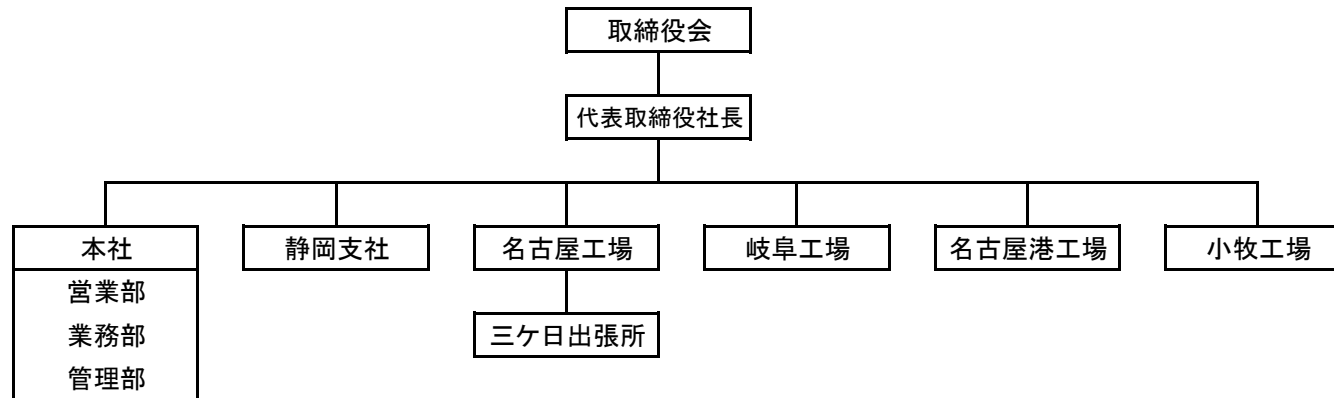 取締役会
代表取締役社長
本社
静岡支社
名古屋工場
岐阜工場
名古屋港工場
小牧工場
営業部
業務部
管理部
三ケ日出張所